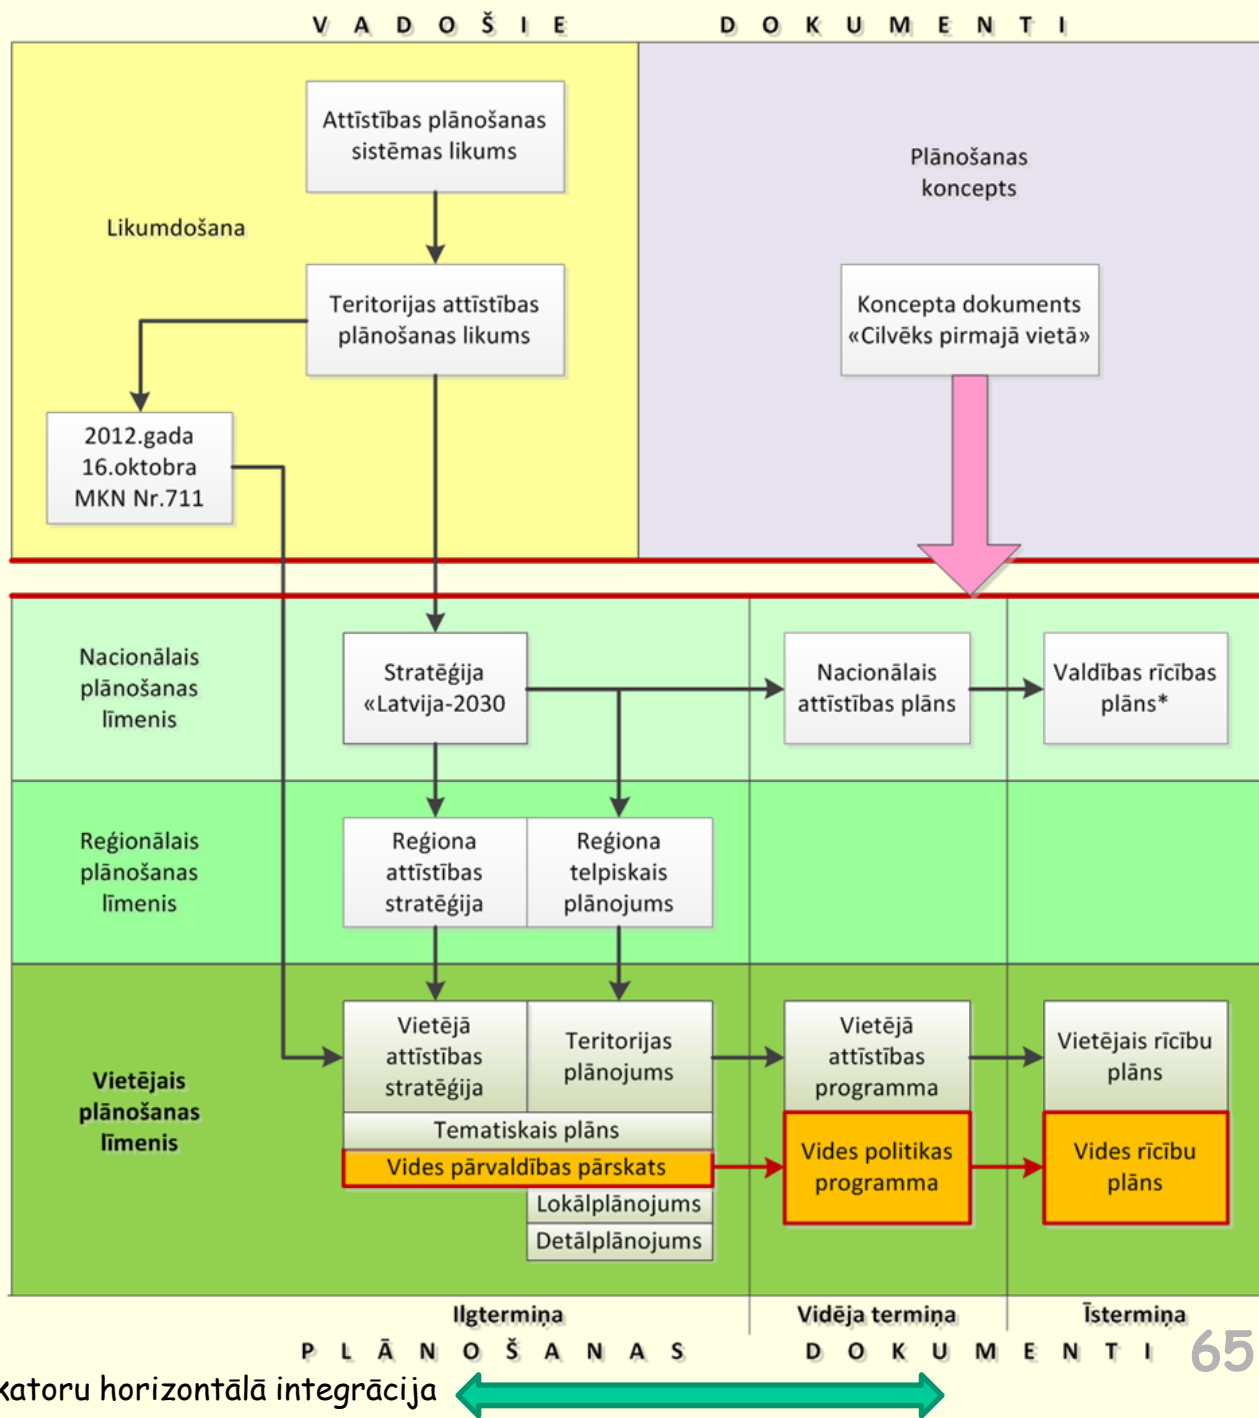 VADOŠIE DOKUMENTI
Attīstības plānošanas
sistēmas likums
Plānošanas
koncepts
Likumdošana
Teritorijas attīstības
plānošanas likums
Koncepta dokuments
«Cilvēks pirmajā vietā»
2012.gada
16.oktobra
MKN Nr.711
Nacionālais
plānošanas
līmenis
Stratēģija
«Latvija-2030
Nacionālais
attīstības plāns
Valdības rīcības
plāns*
Reģionālais
plānošanas
līmenis
Reģiona
attīstības
stratēģija
Reģiona
telpiskais
plānojums
Vietējais
plānošanas
līmenis
Vietējā
attīstības
stratēģija
Teritorijas
plānojums
Vietējā
attīstības
programma
Vietējais rīcību
plāns
Tematiskais plāns
Vides pārvaldības pārskats
Vides politikas
programma
Vides rīcību
plāns
Lokālplānojums
Detālplānojums
Ilgtermiņa
Vidēja termiņa
Īstermiņa
PLĀNOŠANAS DOKUMENTI
65
katoru horizontālā integrācija